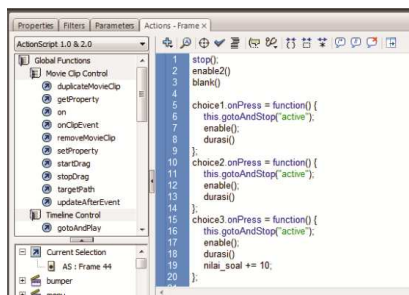 Properties Filters Parameters Actions - Frame ×
ActionScript 1.0 & 2.0
Global Functions
Movie Clip Control
duplicateMovieClip
getProperty
on
onClipEvent
removeMovieClip
setProperty
startDrag
stopDrag
targetPath
updateAfterEvent
Timeline Control
gotoAndPlay
Current Selection
AS : Frame 44
bumper
1 stop();
2 enable2()
3 blank()
4
5 choice1.onPress = function() {
6 this.gotoAndStop("active");
7 enable();
8 durasi()
9 };
10 choice2.onPress = function() {
11 this.gotoAndStop("active");
12 enable();
13 durasi()
14 };
15 choice3.onPress = function() {
16 this.gotoAndStop("active");
17 enable();
18 durasi()
19 nilai_soal += 10;
20 };